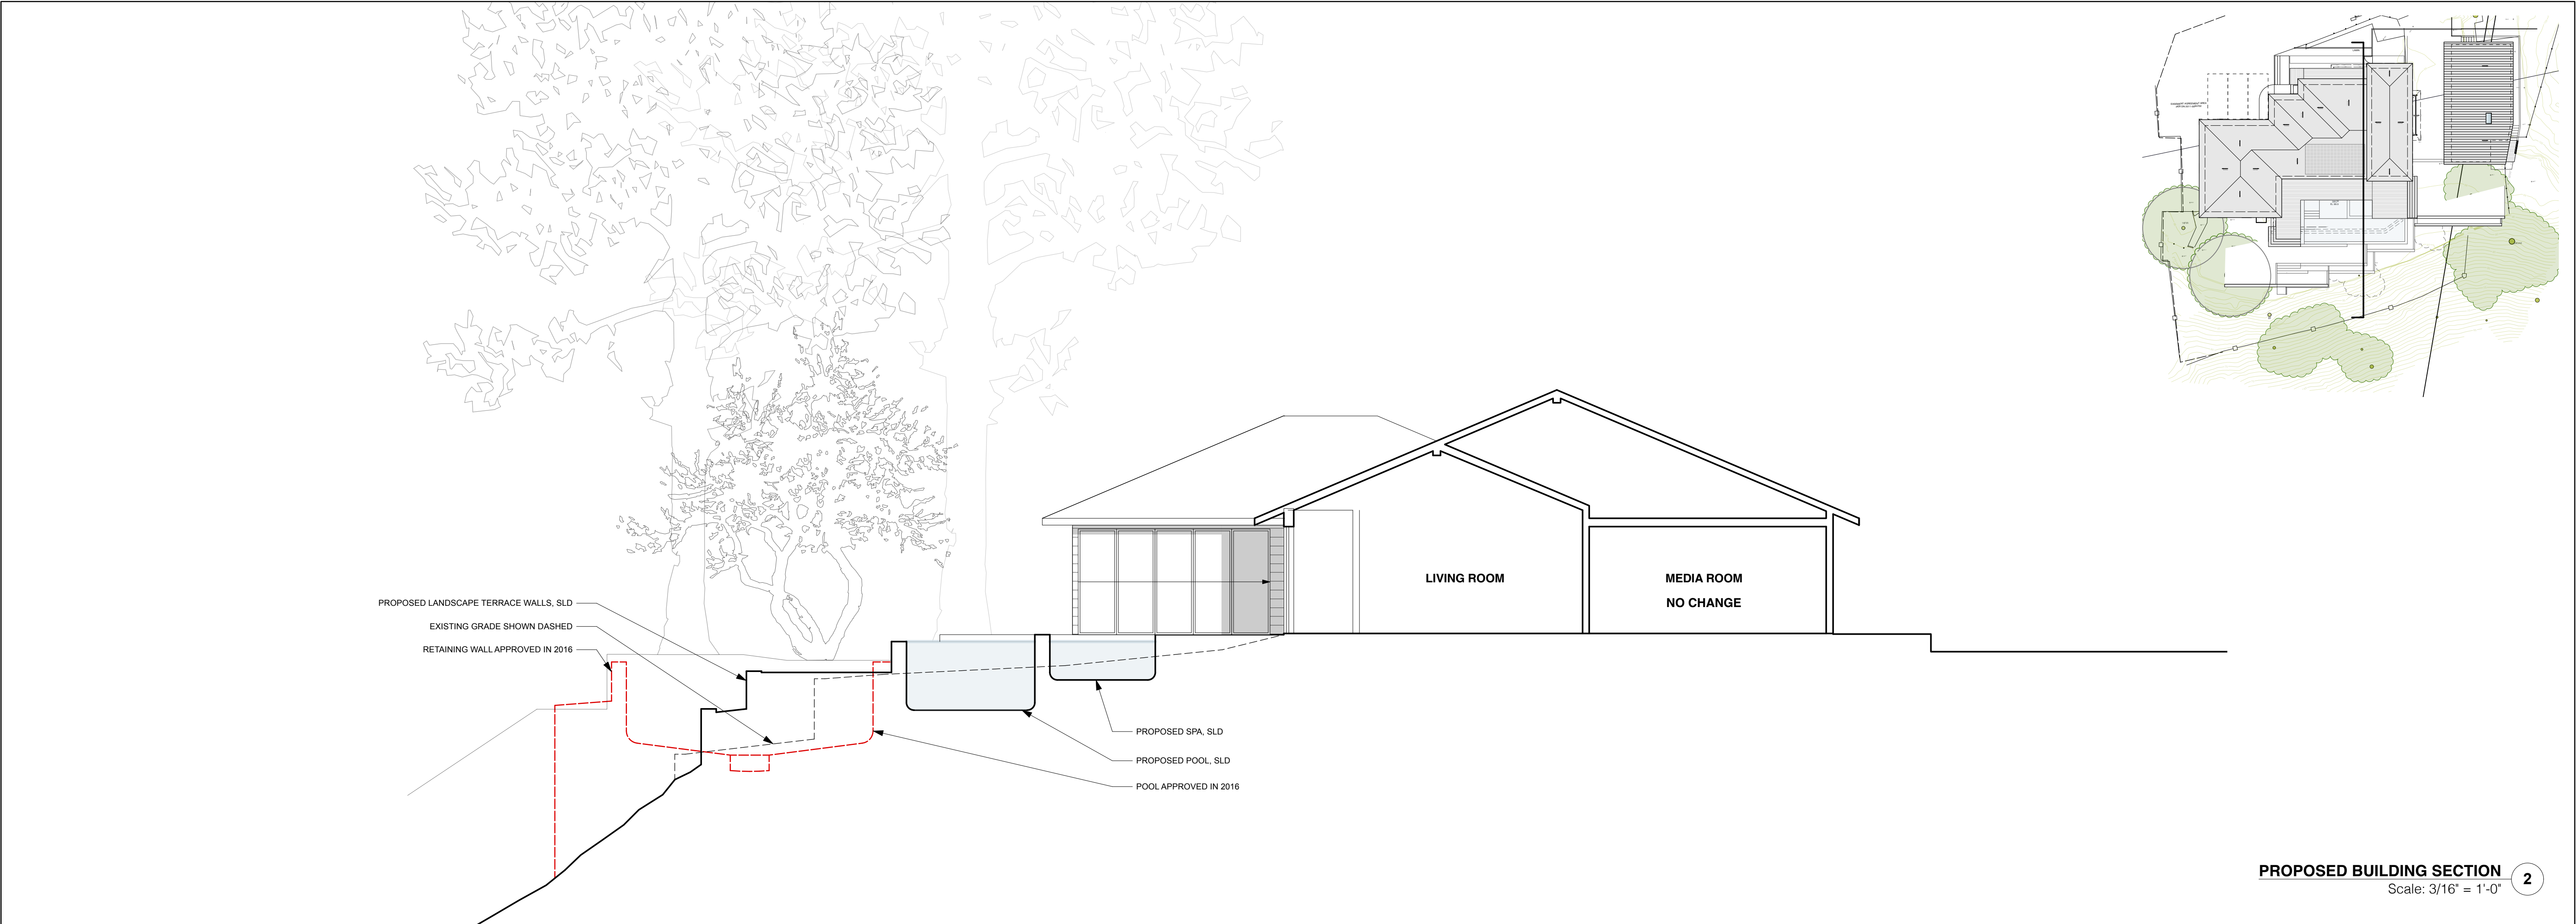 PROPOSED LANDSCAPE TERRACE WALLS, SLD
EXISTING GRADE SHOWN DASHED
RETAINING WALL APPROVED IN 2016
LIVING ROOM
MEDIA ROOM
NO CHANGE
PROPOSED SPA, SLD
PROPOSED POOL, SLD
POOL APPROVED IN 2016
PROPOSED BUILDING SECTION
2
Scale: 3/16" = 1'-0"